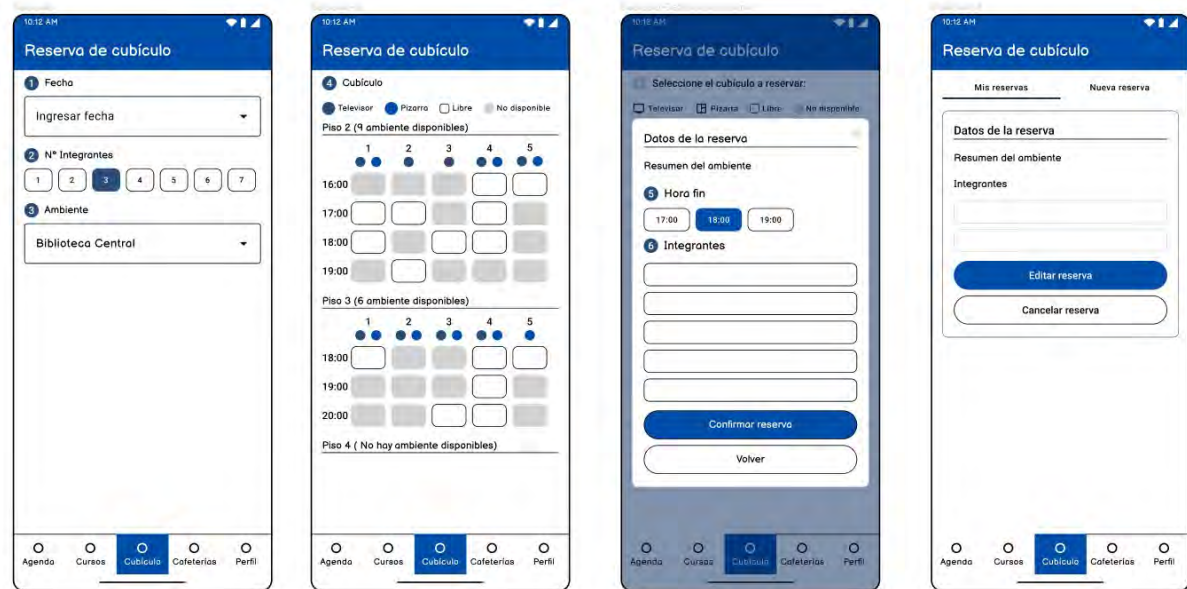 10:12 AM
Reserva de cubículo
1 Fecha
Ingresar fecha
2 N° Integrantes
1 2 3 4 5 6 7
3 Ambiente
Biblioteca Central
Agenda Cursos Cubículo Cafeterías Perfil
10:12 AM
Reserva de cubículo
4 Cubículo
Televisor Pizarra Libre No disponible
Piso 2 (9 ambiente disponibles)
1 2 3 4 5
16:00
17:00
18:00
19:00
Piso 3 (6 ambiente disponibles)
1 2 3 4 5
18:00
19:00
20:00
Piso 4 ( No hay ambiente disponibles)
Agenda Cursos Cubículo Cafeterías Perfil
10:12 AM
Reserva de cubículo
Seleccione el cubículo a reservar:
Televisor Pizarra Libre No disponible
Datos de la reserva
Resumen del ambiente
5 Hora fin
17:00 18:00 19:00
6 Integrantes
Confirmar reserva
Volver
Agenda Cursos Cubículo Cafeterías Perfil
10:12 AM
Reserva de cubículo
Mis reservas Nueva reserva
Datos de la reserva
Resumen del ambiente
Integrantes
Editar reserva
Cancelar reserva
Agenda Cursos Cubículo Cafeterías Perfil